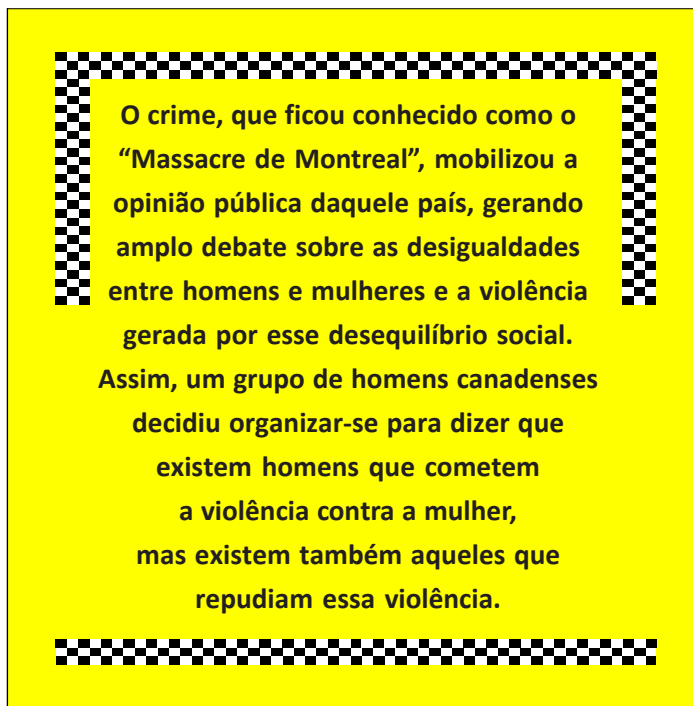 O crime, que ficou conhecido como o
“Massacre de Montreal”, mobilizou a
opinião pública daquele país, gerando
amplo debate sobre as desigualdades
entre homens e mulheres e a violência
gerada por esse desequilíbrio social.
Assim, um grupo de homens canadenses
decidiu organizar-se para dizer que
existem homens que cometem
a violência contra a mulher,
mas existem também aqueles que
repudiam essa violência.